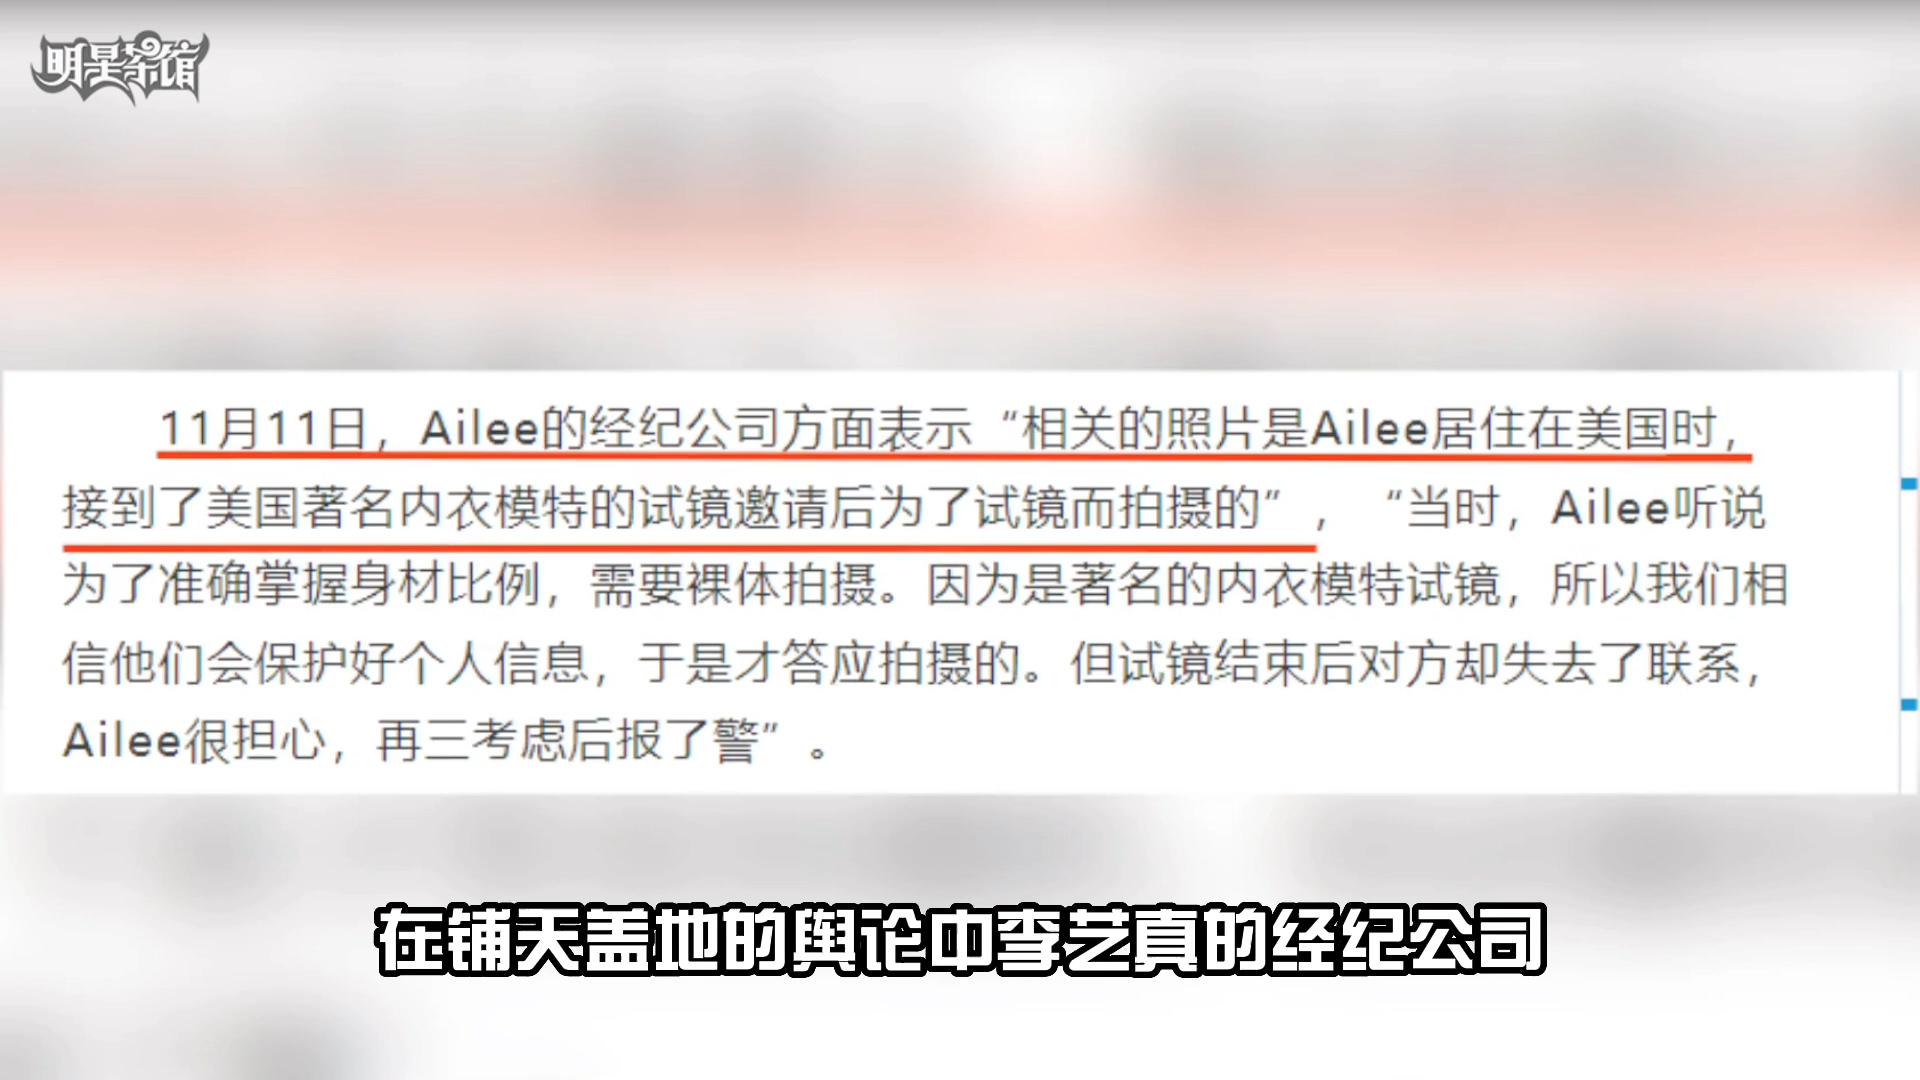 明星茶馆
11月11日，Ailee的经纪公司方面表示“相关的照片是Ailee居住在美国时，
接到了美国著名内衣模特的试镜邀请后为了试镜而拍摄的”，“当时，Ailee听说
为了准确掌握身材比例，需要裸体拍摄。因为是著名的内衣模特试镜，所以我们相
信他们会保护好个人信息，于是才答应拍摄的。但试镜结束后对方却失去了联系，
Ailee很担心，再三考虑后报了警”。
在铺天盖地的舆论中李艺真的经纪公司